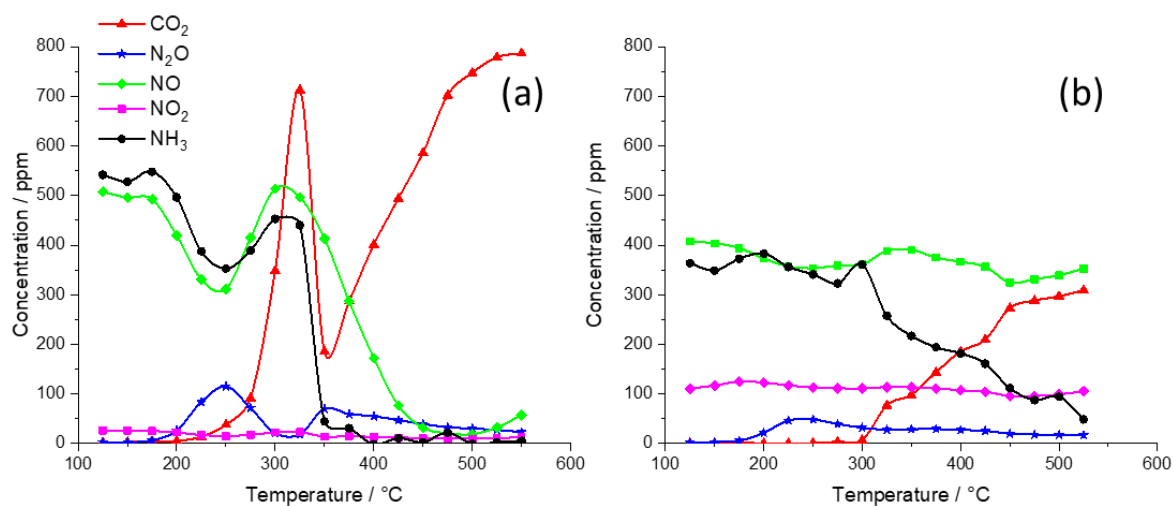 CO₂
N₂O
NO
NO₂
NH₃
(a)
800
700
600
500
400
300
200
100
0
Concentration / ppm
100 200 300 400 500 600
Temperature / °C
(b)
800
700
600
500
400
300
200
100
0
Concentration / ppm
100 200 300 400 500 600
Temperature / °C